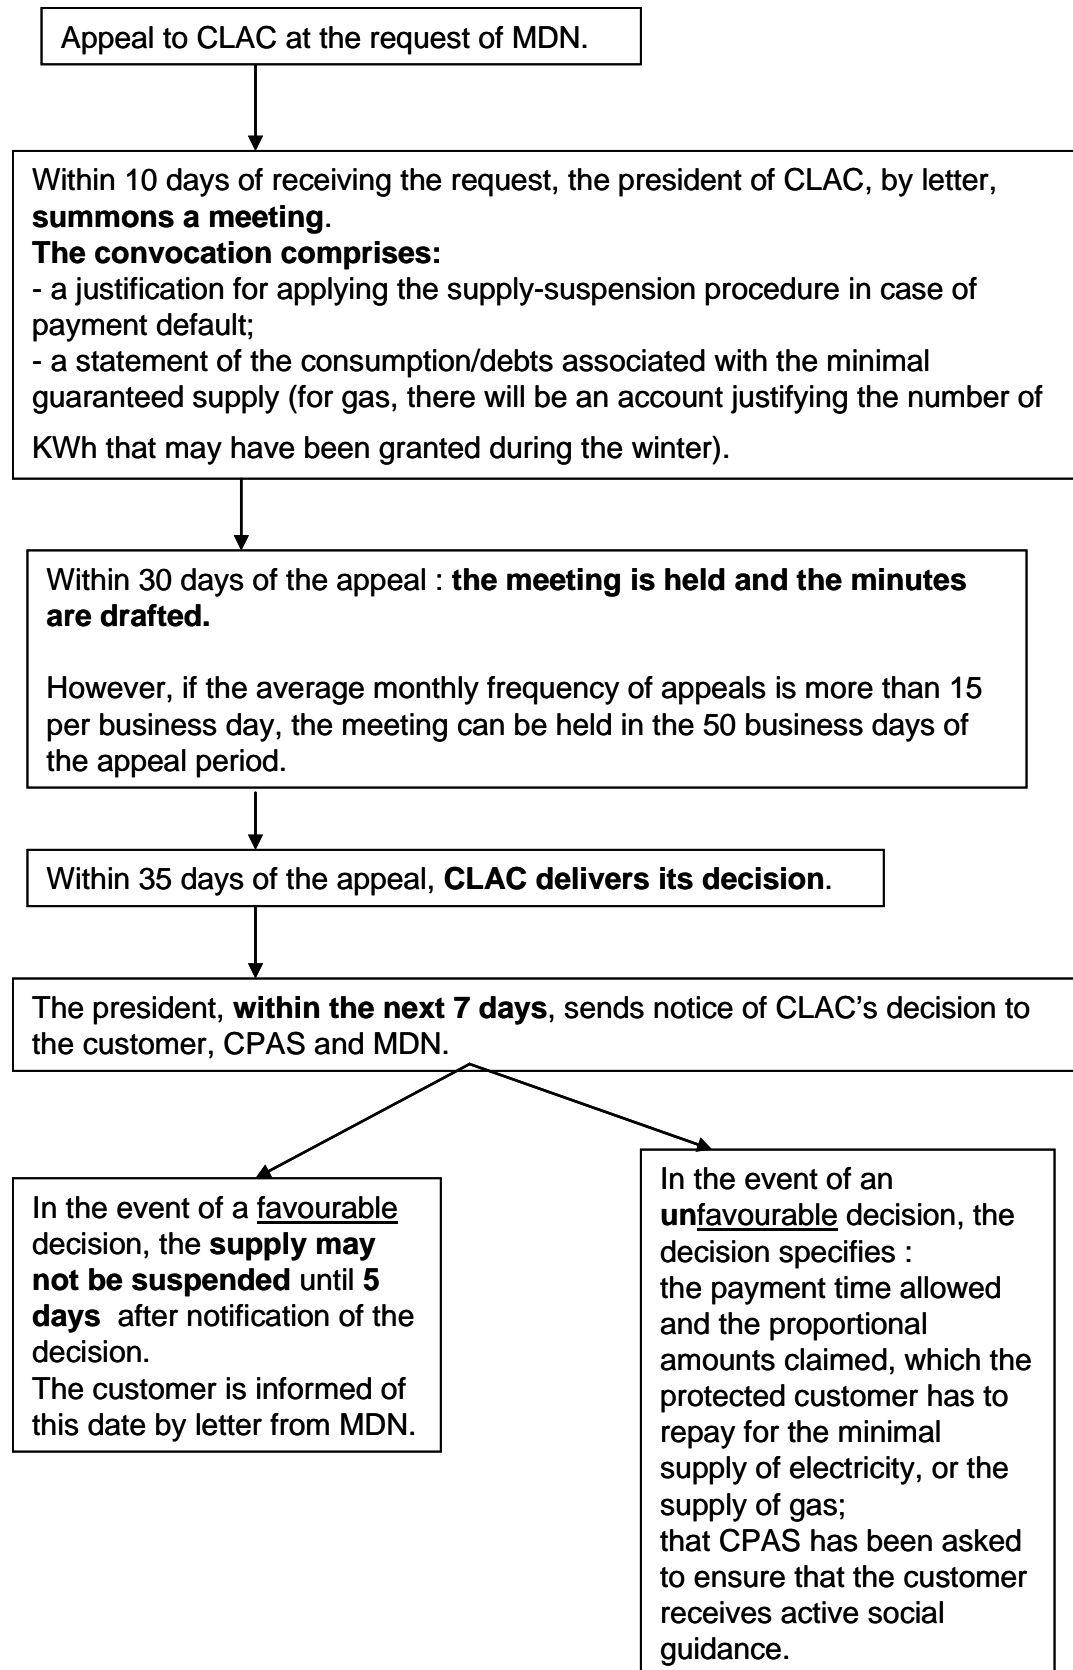 Appeal to CLAC at the request of MDN.
Within 10 days of receiving the request, the president of CLAC, by letter,
summons a meeting.
The convocation comprises:
- a justification for applying the supply-suspension procedure in case of
payment default;
- a statement of the consumption/debts associated with the minimal
guaranteed supply (for gas, there will be an account justifying the number of
KWh that may have been granted during the winter).
Within 30 days of the appeal : the meeting is held and the minutes
are drafted.
However, if the average monthly frequency of appeals is more than 15
per business day, the meeting can be held in the 50 business days of
the appeal period.
Within 35 days of the appeal, CLAC delivers its decision.
The president, within the next 7 days, sends notice of CLAC’s decision to
the customer, CPAS and MDN.
In the event of a favourable
decision, the supply may
not be suspended until 5
days after notification of the
decision.
The customer is informed of
this date by letter from MDN.
In the event of an
unfavourable decision, the
decision specifies :
the payment time allowed
and the proportional
amounts claimed, which the
protected customer has to
repay for the minimal
supply of electricity, or the
supply of gas;
that CPAS has been asked
to ensure that the customer
receives active social
guidance.